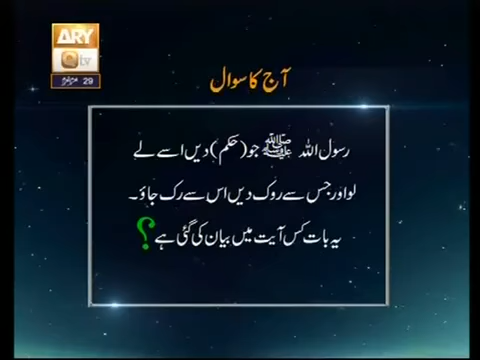 ARY
Qtv
29
آج کا سوال
رسول اللہ ﷺ جو (حکم) دیں اسے لے
لو اور جس سے روک دیں اس سے رک جاؤ۔
یہ بات کس آیت میں بیان کی گئی ہے؟